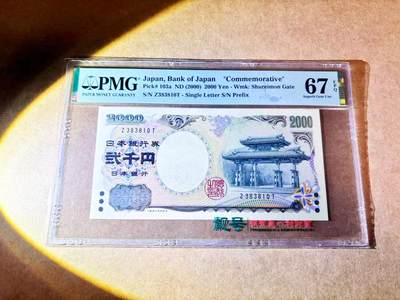 PMG
PAPER MONEY GUARANTY
Japan, Bank of Japan "Commemorative"
Pick# 103a ND (2000) 2000 Yen - Wmk: Shureimon Gate
S/N Z383810T - Single Letter S/N Prefix
67 EPQ
Superb Gem Unc
2000
Z383810T
日本銀行券
弐千円
日本銀行
Z383810T
靓号